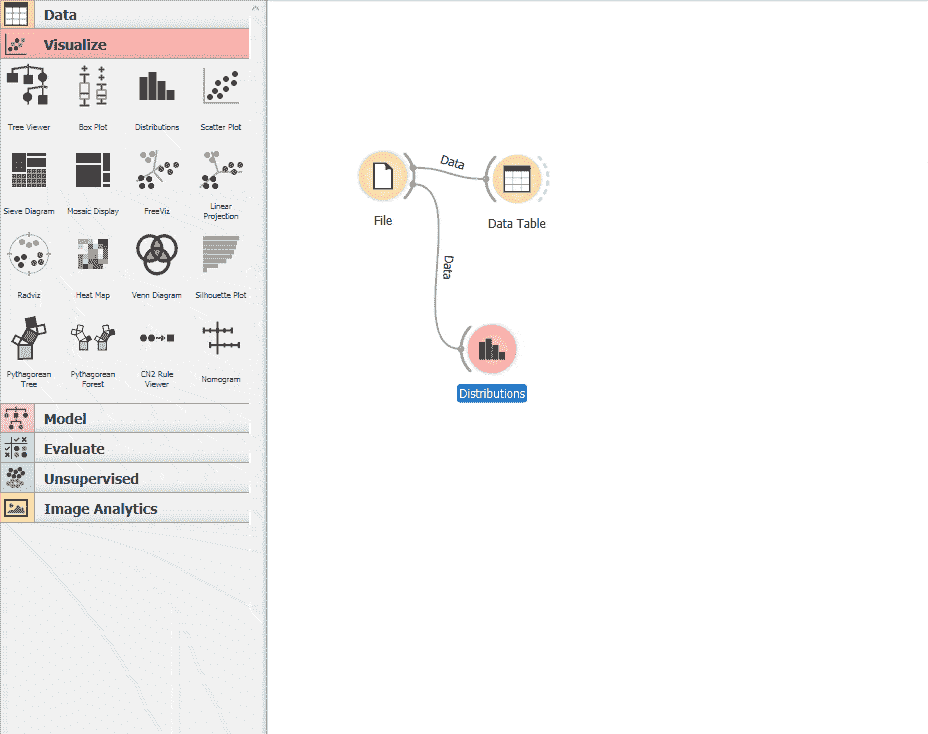 Data
Visualize
Tree Viewer
Box Plot
Distributions
Scatter Plot
Sieve Diagram
Mosaic Display
FreeViz
Linear
Projection
Radviz
Heat Map
Venn Diagram
Silhouette Plot
Pythagorean
Tree
Pythagorean
Forest
CN2 Rule
Viewer
Nomogram
Model
Evaluate
Unsupervised
Image Analytics
Data
File
Data Table
Data
Distributions